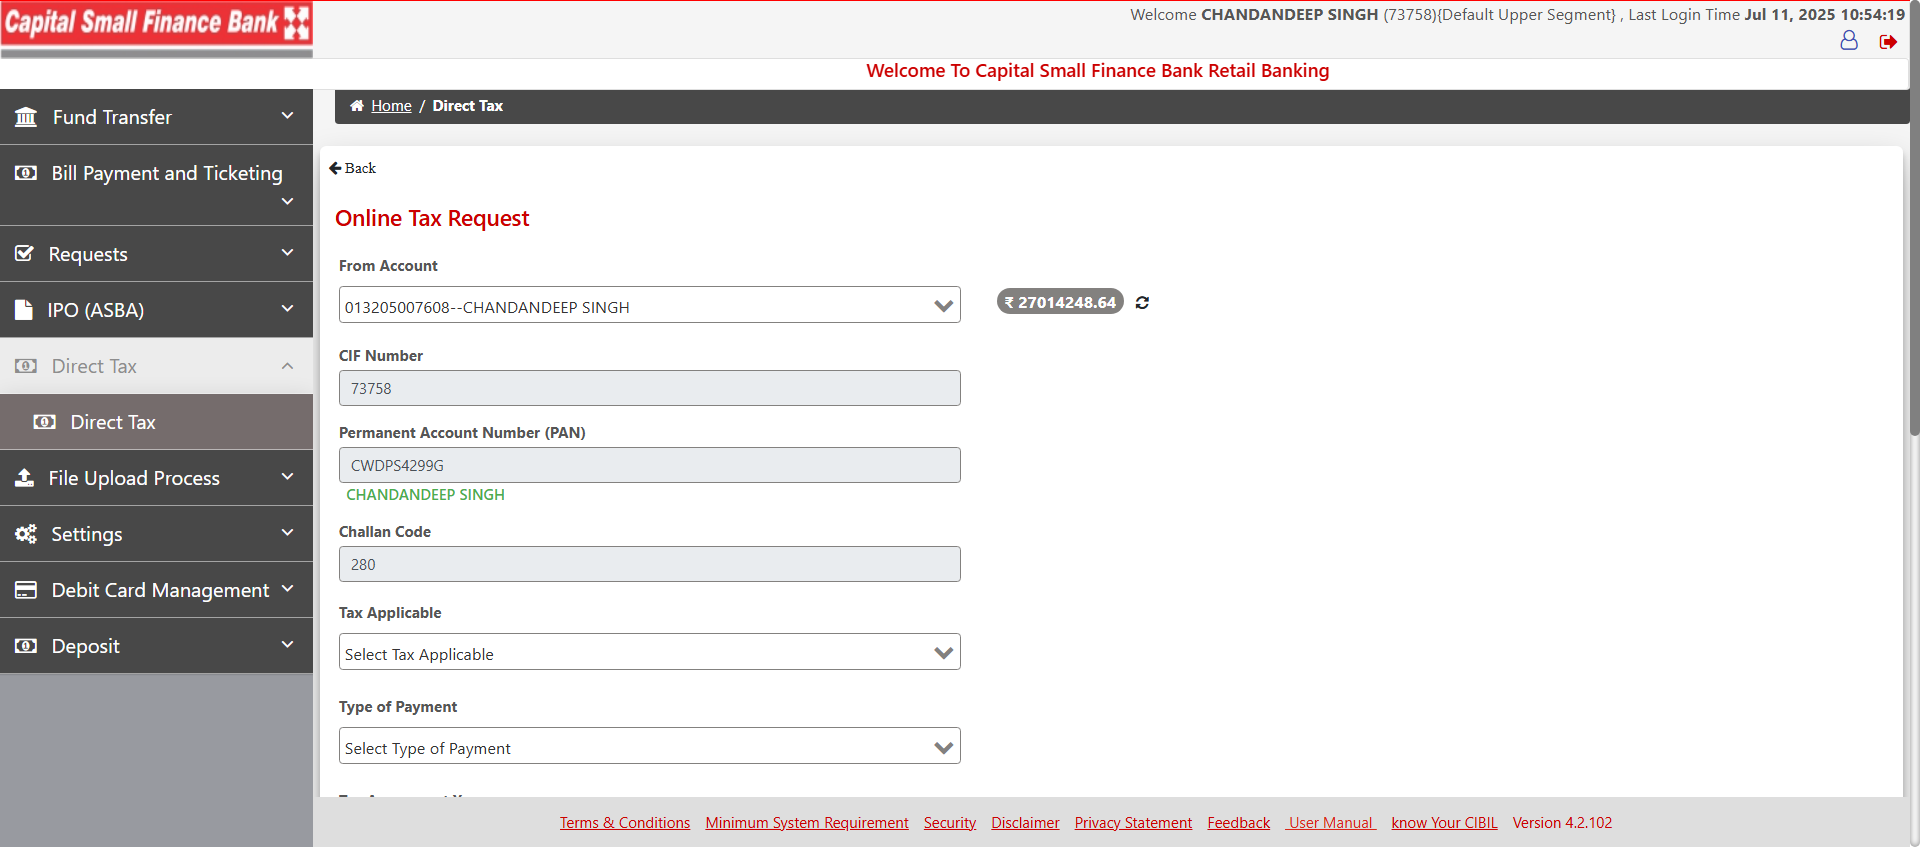 Capital Small Finance Bank
Welcome CHANDANDEEP SINGH (73758){Default Upper Segment} , Last Login Time Jul 11, 2025 10:54:19
Welcome To Capital Small Finance Bank Retail Banking
Fund Transfer
Bill Payment and Ticketing
Requests
IPO (ASBA)
Direct Tax
Direct Tax
File Upload Process
Settings
Debit Card Management
Deposit
Home / Direct Tax
Back
Online Tax Request
From Account
013205007608--CHANDANDEEP SINGH
₹ 27014248.64
CIF Number
73758
Permanent Account Number (PAN)
CWDPS4299G
CHANDANDEEP SINGH
Challan Code
280
Tax Applicable
Select Tax Applicable
Type of Payment
Select Type of Payment
Terms & Conditions Minimum System Requirement Security Disclaimer Privacy Statement Feedback User Manual know Your CIBIL Version 4.2.102